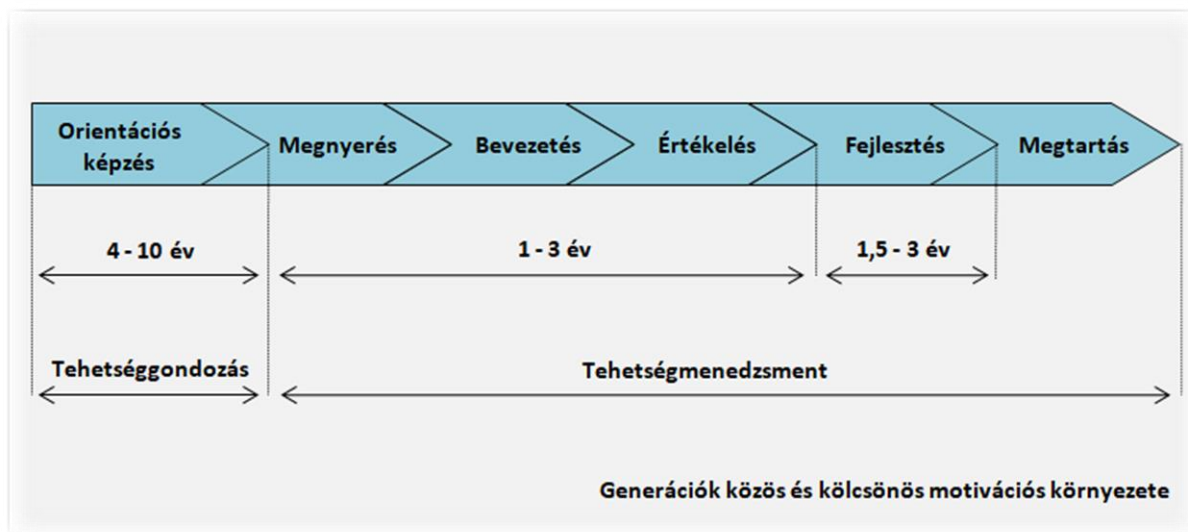 Orientációs
képzés
Megnyerés
Bevezetés
Értékelés
Fejlesztés
Megtartás
4 - 10 év
1 - 3 év
1,5 - 3 év
Tehetséggondozás
Tehetségmenedzsment
Generációk közös és kölcsönös motivációs környezete